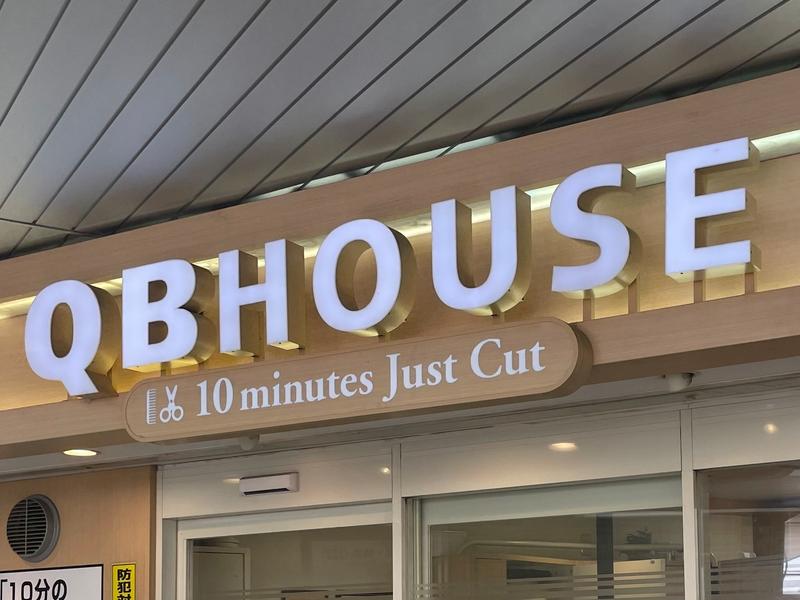 QBHOUSE
10 minutes Just Cut
「10分の
防犯